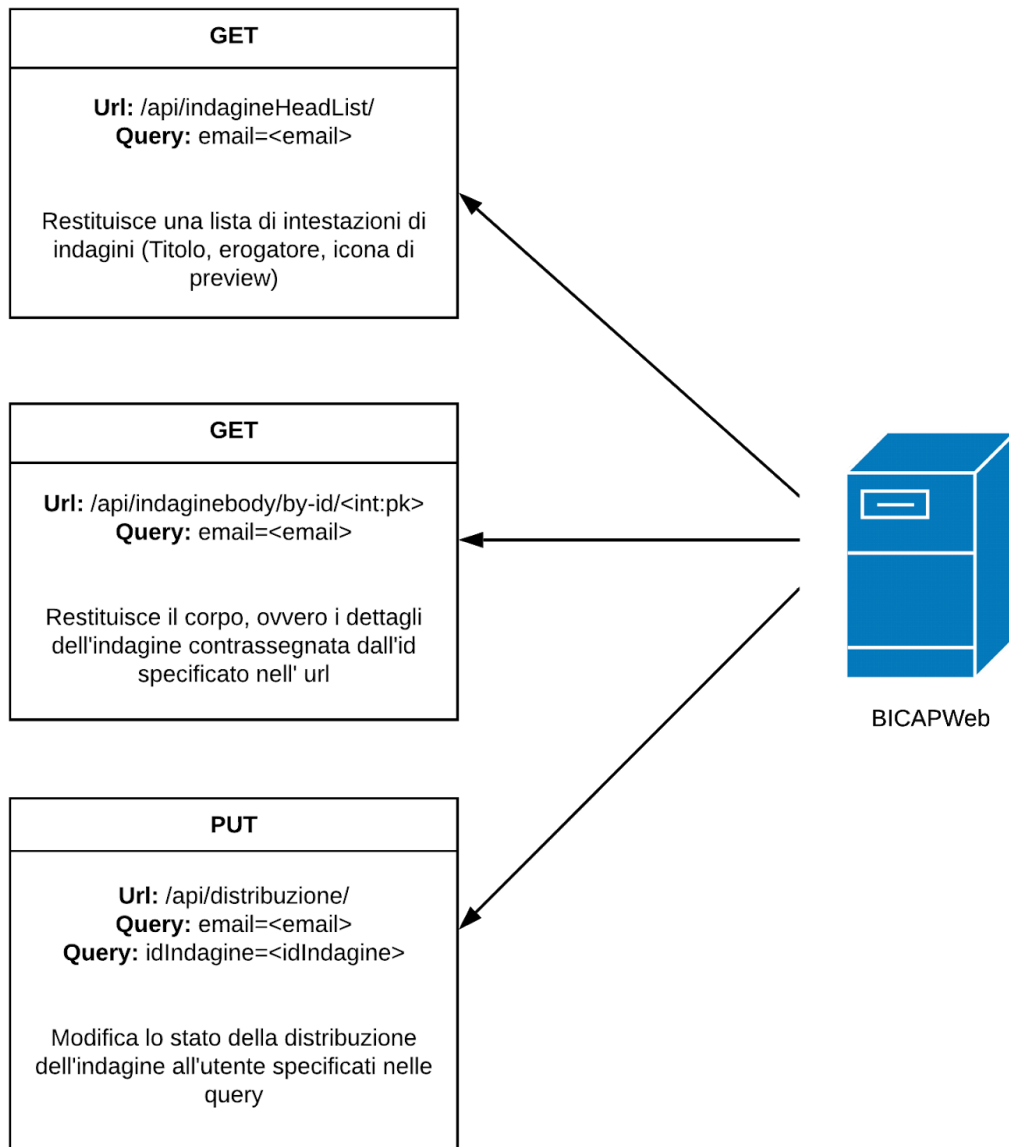 GET
Url: /api/indagineHeadList/
Query: email=<email>
Restituisce una lista di intestazioni di
indagini (Titolo, erogatore, icona di
preview)
GET
Url: /api/indaginebody/by-id/<int:pk>
Query: email=<email>
Restituisce il corpo, ovvero i dettagli
dell'indagine contrassegnata dall'id
specificato nell' url
BICAPWeb
PUT
Url: /api/distribuzione/
Query: email=<email>
Query: idIndagine=<idIndagine>
Modifica lo stato della distribuzione
dell'indagine all'utente specificati nelle
query